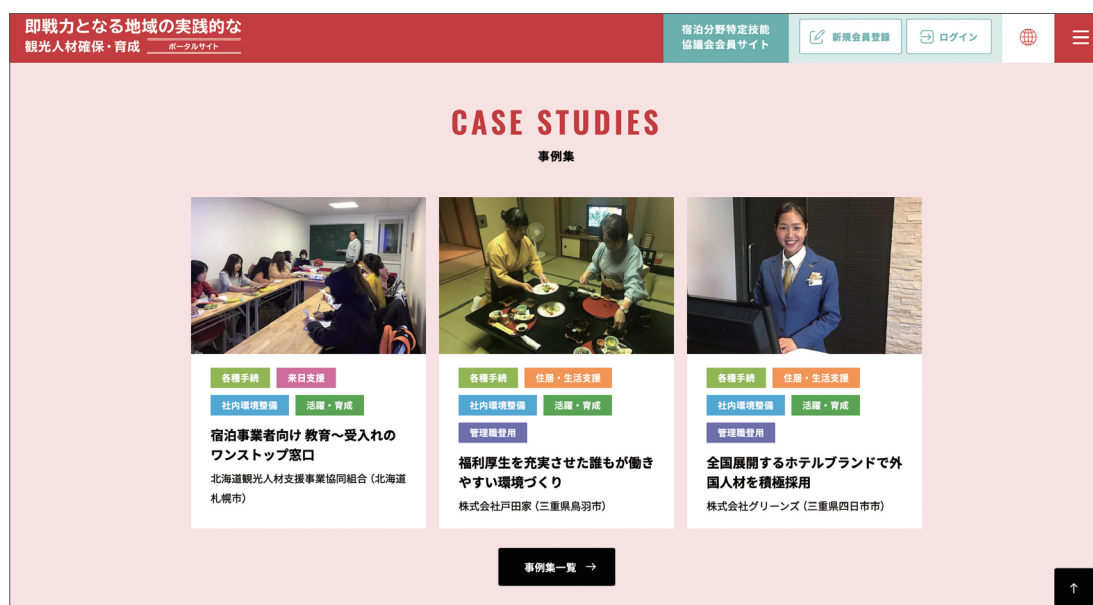 即戦力となる地域の実践的な
観光人材確保・育成 ポータルサイト
宿泊分野特定技能
協議会会員サイト
新規会員登録
ログイン
CASE STUDIES
事例集
各種手続 来日支援
社内環境整備 活躍・育成
宿泊事業者向け 教育〜受入れの
ワンストップ窓口
北海道観光人材支援事業協同組合（北海道
札幌市）
各種手続 住居・生活支援
社内環境整備 活躍・育成
管理職登用
福利厚生を充実させた誰もが働き
やすい環境づくり
株式会社戸田家（三重県鳥羽市）
各種手続 住居・生活支援
社内環境整備 活躍・育成
管理職登用
全国展開するホテルブランドで外
国人材を積極採用
株式会社グリーンズ（三重県四日市市）
事例集一覧 →
↑